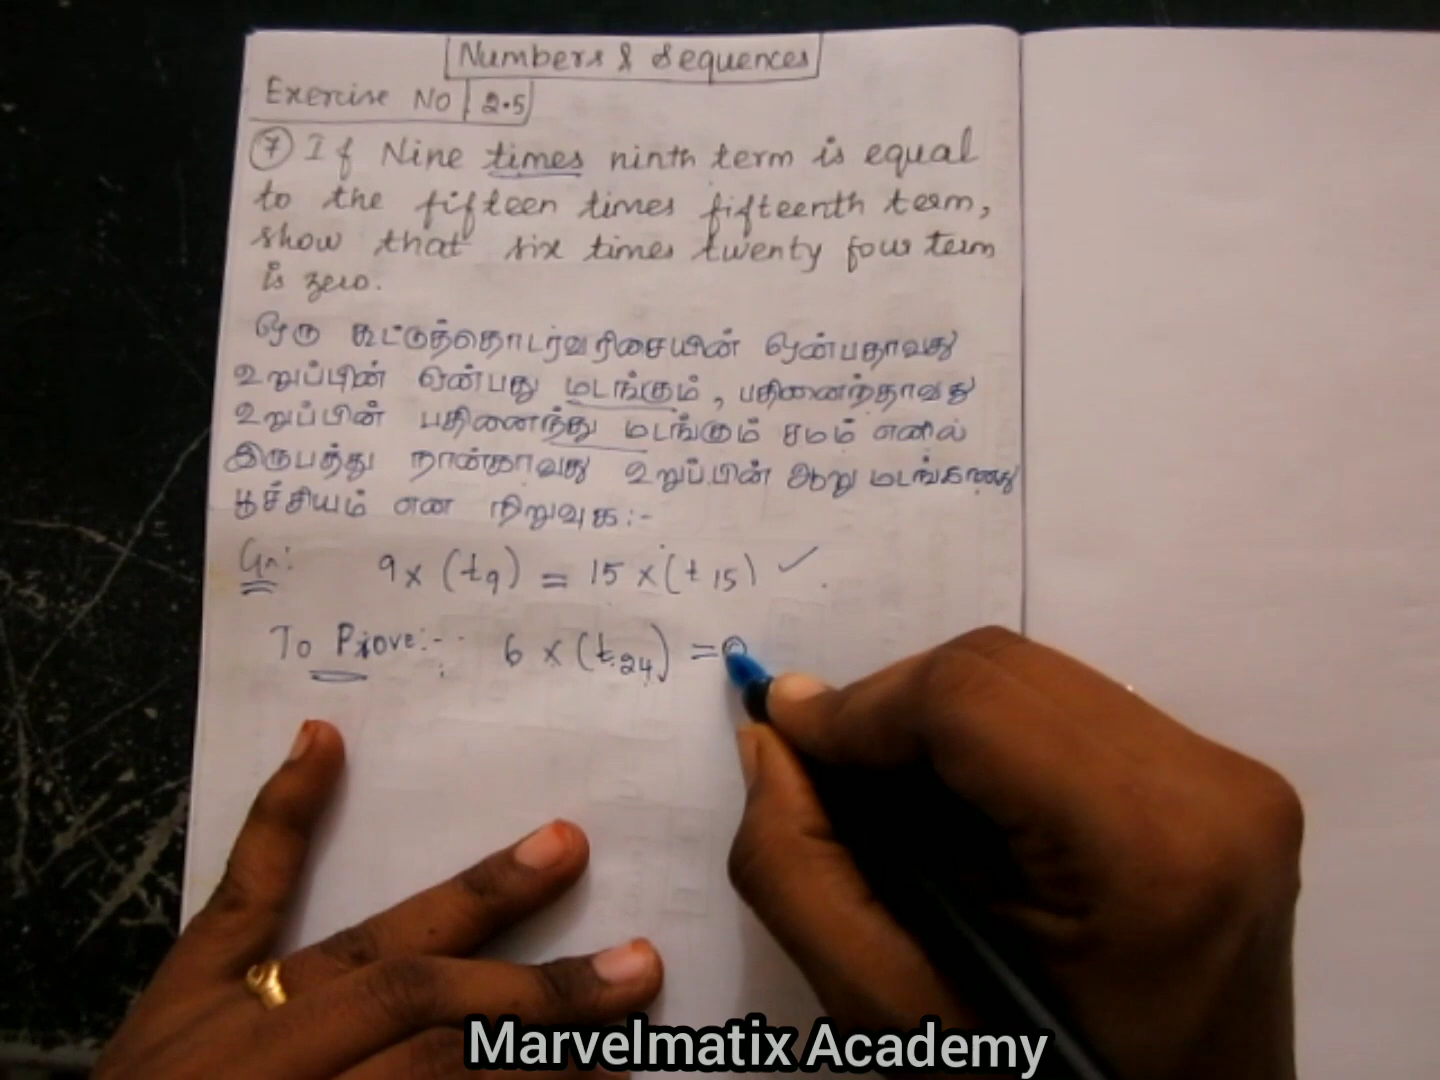 Numbers & Sequences
Exercise No 2.5
⑦ If Nine times ninth term is equal
to the fifteen times fifteenth term,
show that six times twenty four term
is zero.
ஒரு கூட்டுத்தொடர்வரிசையின் ஒன்பதாவது
உறுப்பின் ஒன்பது மடங்கும், பதினைந்தாவது
உறுப்பின் பதினைந்து மடங்கும் சமம் எனில்
இருபத்து நான்காவது உறுப்பின் ஆறு மடங்கானது
பூச்சியம் என நிறுவுக:-
Gn: 9 × (t9) = 15 × (t15) ✓.
To Prove:- 6 × (t.24) = 0
Marvelmatix Academy